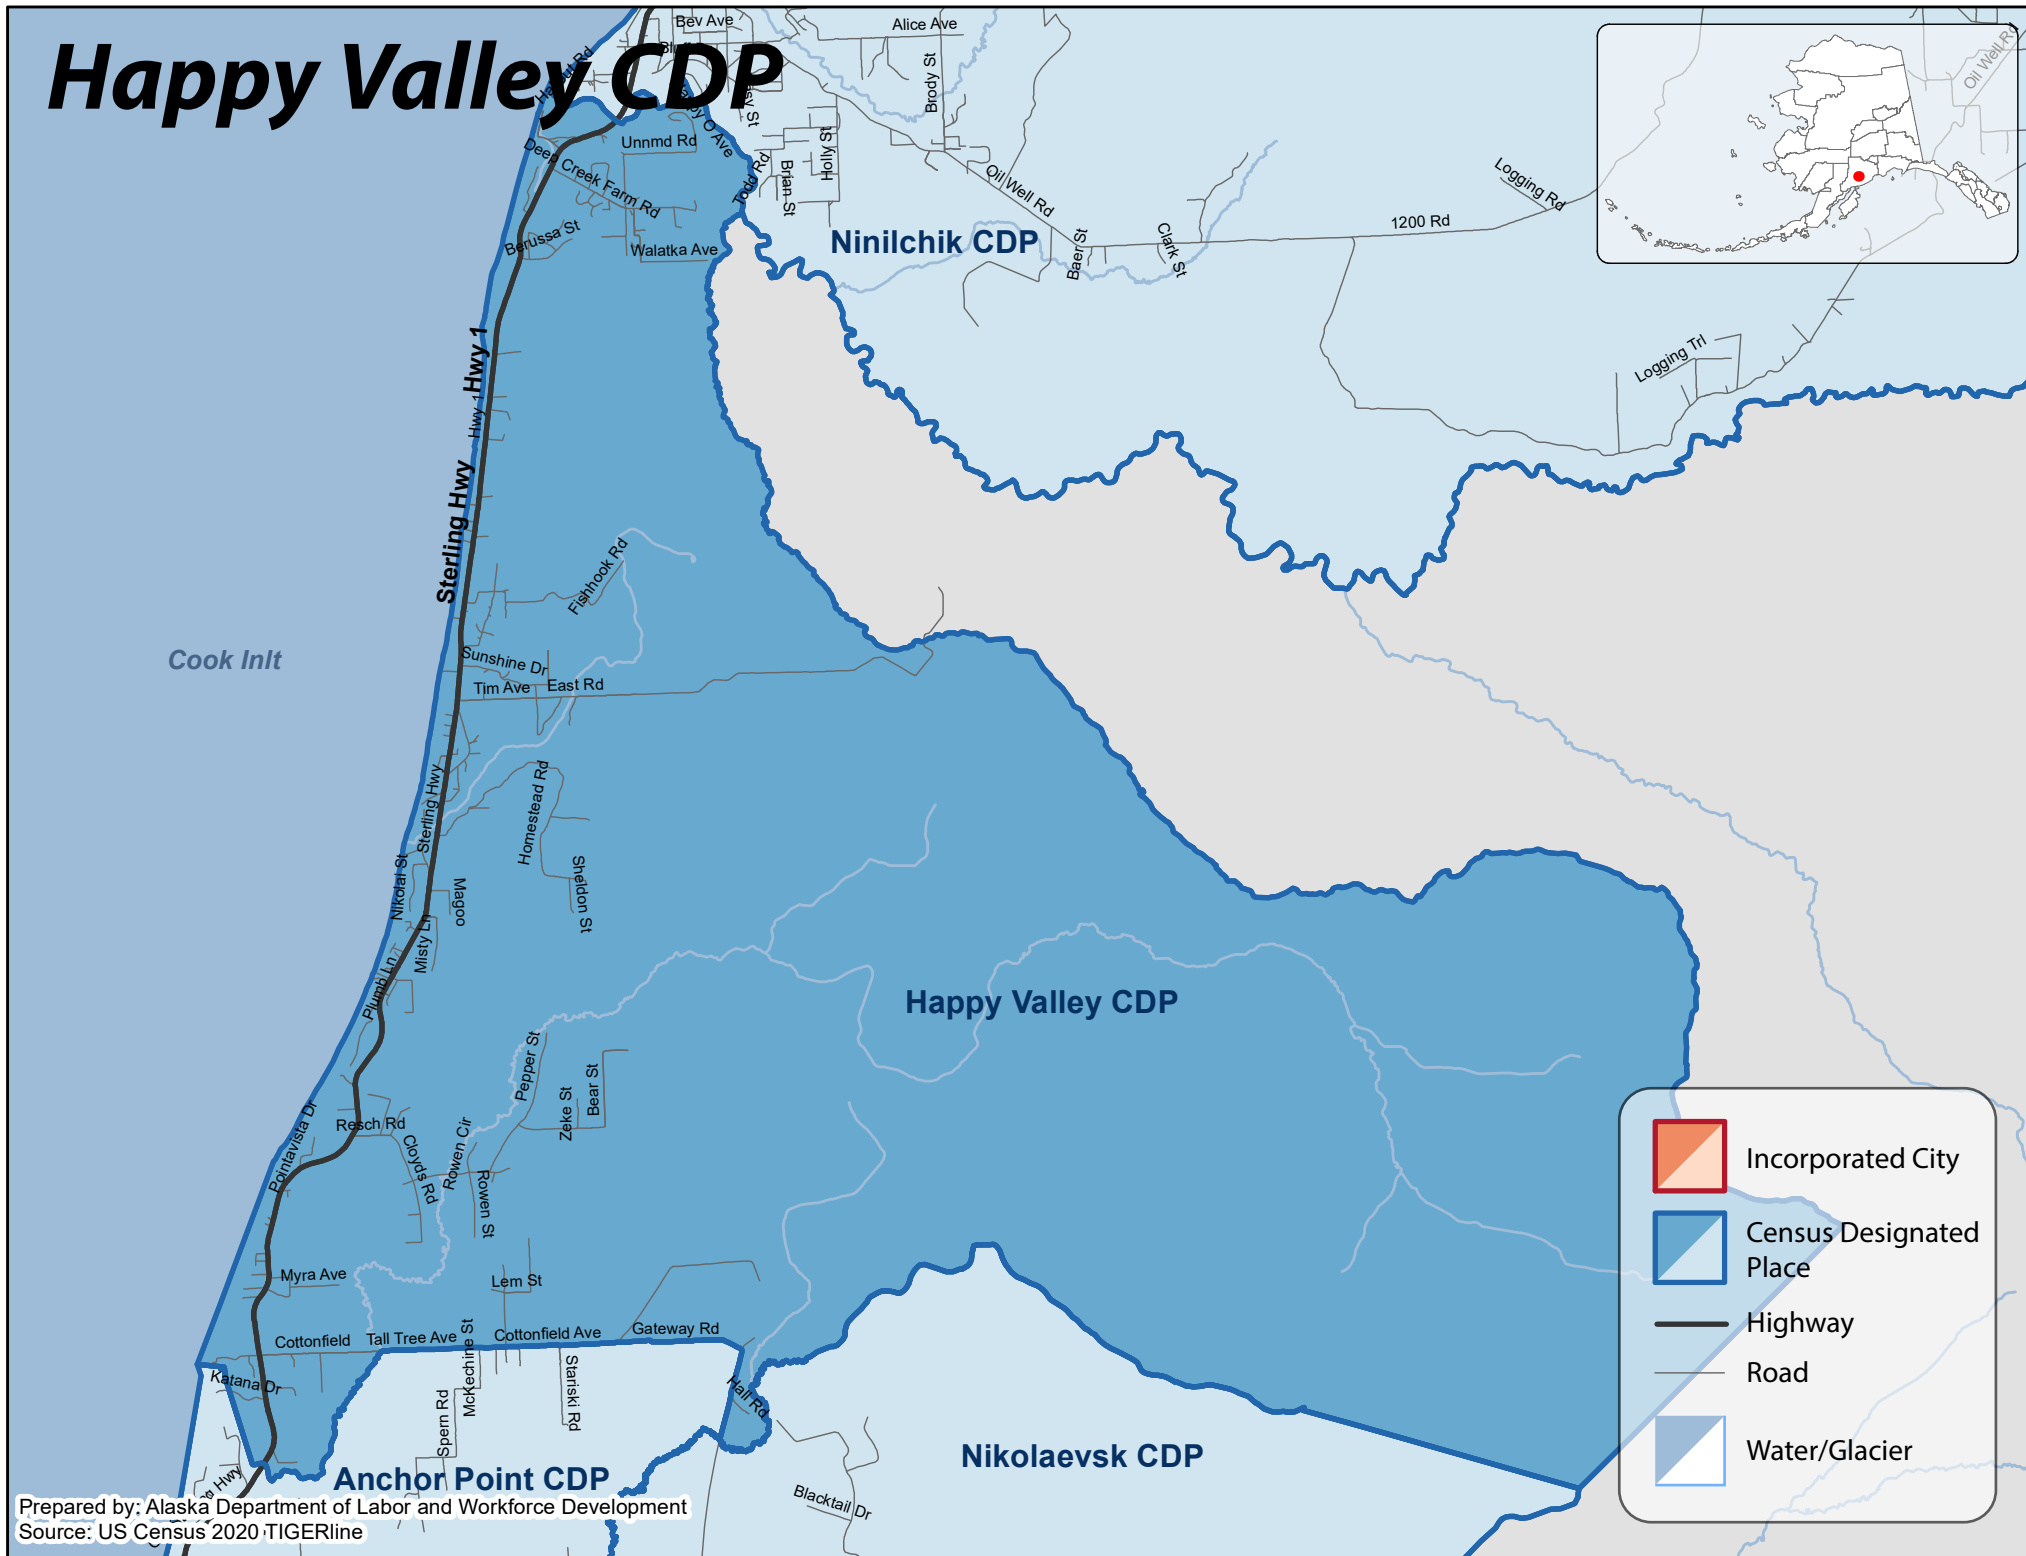 Happy Valley CDP
Bev Ave
Alice Ave
Oil Well Rd
Brody St
Unnmd Rd
Deep Creek Farm Rd
Todd Rd
Brian St
Holly St
Oil Well Rd
Logging Rd
1200 Rd
Berussa St
Walatka Ave
Ninilchik CDP
Baer St
Clark St
Hwy 1
Hwy 1
Logging Trl
Sterling Hwy
Fishhook Rd
Cook Inlt
Sunshine Dr
Tim Ave
East Rd
Sterling Hwy
Homestead Rd
Nikolai St
Magoo
Sheldon St
Misty Ln
Plumb Ln
Happy Valley CDP
Pepper St
Zeke St
Bear St
Pointavista Dr
Resch Rd
Cloyds Rd
Rowen Cir
Rowen St
Incorporated City
Census Designated
Place
Highway
Road
Water/Glacier
Myra Ave
Lem St
Cottonfield
Tall Tree Ave
McKechine St
Cottonfield Ave
Gateway Rd
Katana Dr
Spern Rd
Stariski Rd
Hall Rd
Anchor Point CDP
Nikolaevsk CDP
Blacktail Dr
Prepared by: Alaska Department of Labor and Workforce Development
Source: US Census 2020 TIGERline